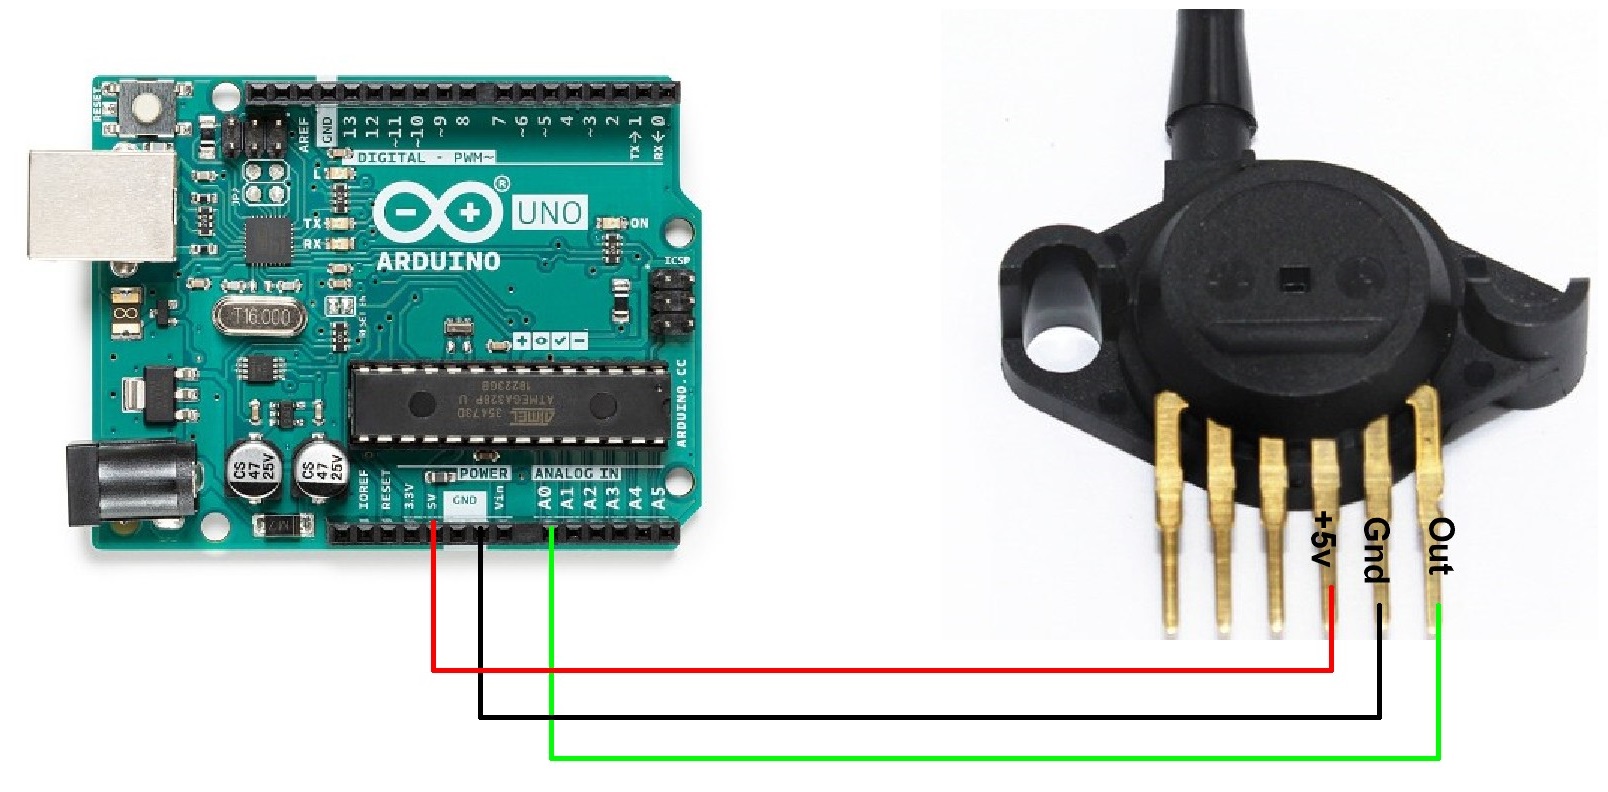 RESET
AREF
GND
13
12
~11
~10
~9
8
7
~6
~5
4
~3
2
TX→1
RX←0
DIGITAL - PWM~
L
TX
RX
ON
UNO
ARDUINO
ICSP
T16.000
ATMEL
354730
ATMEGA328P U
ARDUINO.CC
CS
47
25V
CS
47
25V
POWER
ANALOG IN
IOREF
RESET
3.3V
5V
GND
Vin
A0
A1
A2
A3
A4
A5
+5v
Gnd
Out